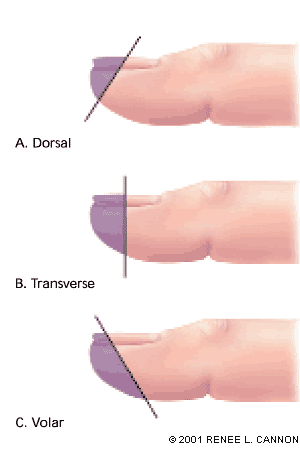 A. Dorsal
B. Transverse
C. Volar
© 2001 RENEE L. CANNON